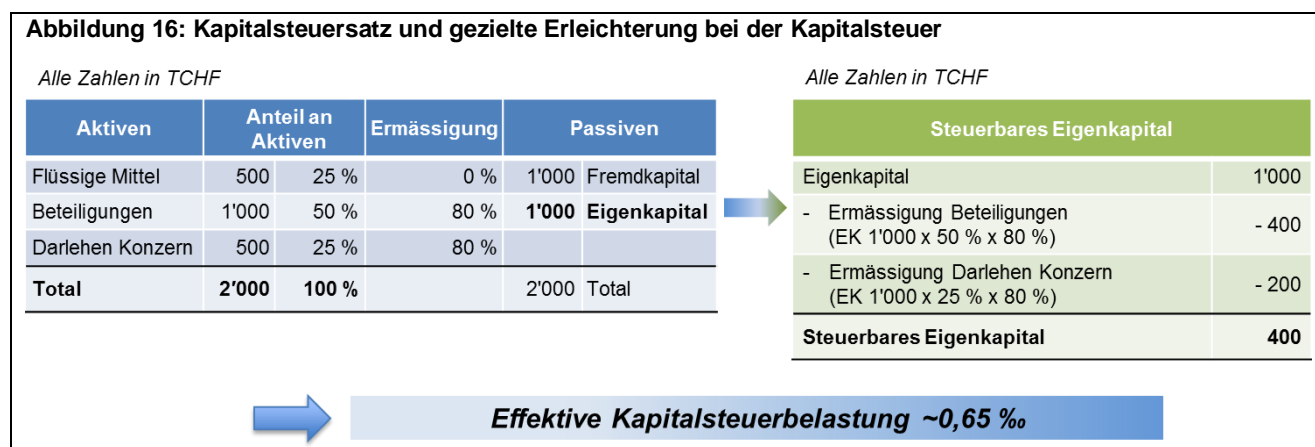 Abbildung 16: Kapitalsteuersatz und gezielte Erleichterung bei der Kapitalsteuer
Alle Zahlen in TCHF
Aktiven Anteil an Aktiven Ermässigung Passiven
Flüssige Mittel 500 25 % 0 % 1'000 Fremdkapital
Beteiligungen 1'000 50 % 80 % 1'000 Eigenkapital
Darlehen Konzern 500 25 % 80 %
Total 2'000 100 % 2'000 Total
Alle Zahlen in TCHF
Steuerbares Eigenkapital
Eigenkapital 1'000
- Ermässigung Beteiligungen
(EK 1'000 x 50 % x 80 %) - 400
- Ermässigung Darlehen Konzern
(EK 1'000 x 25 % x 80 %) - 200
Steuerbares Eigenkapital 400
Effektive Kapitalsteuerbelastung ~0,65 ‰